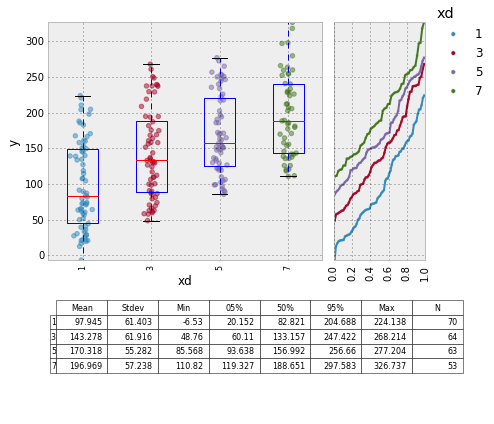 xd
1
3
5
7
300
250
200
150
100
50
0
y
1 3 5 7
xd
0.0 0.2 0.4 0.6 0.8 1.0
Mean Stdev Min 05% 50% 95% Max N
1 97.945 61.403 -6.53 20.152 82.821 204.688 224.138 70
3 143.278 61.916 48.76 60.11 133.157 247.422 268.214 64
5 170.318 55.282 85.568 93.638 156.992 256.66 277.204 63
7 196.969 57.238 110.82 119.327 188.651 297.583 326.737 53